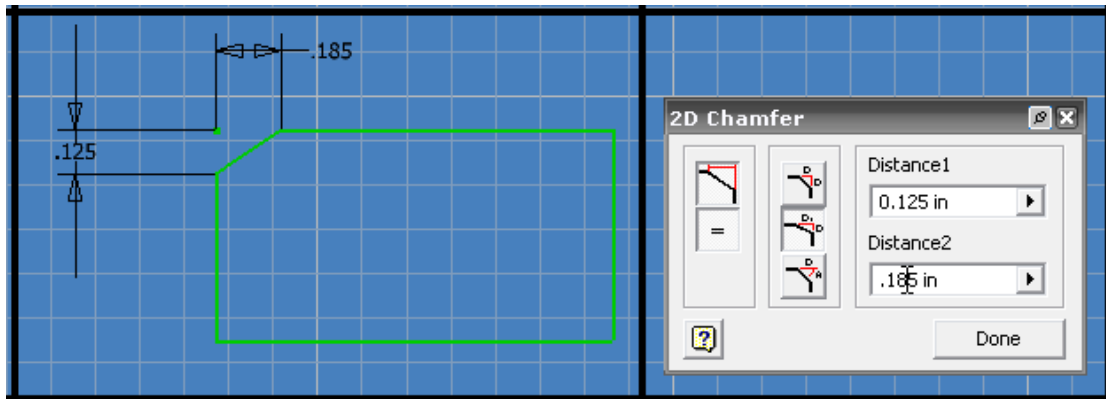 .185
.125
2D Chamfer
Distance1
0.125 in
=
Distance2
.185 in
Done